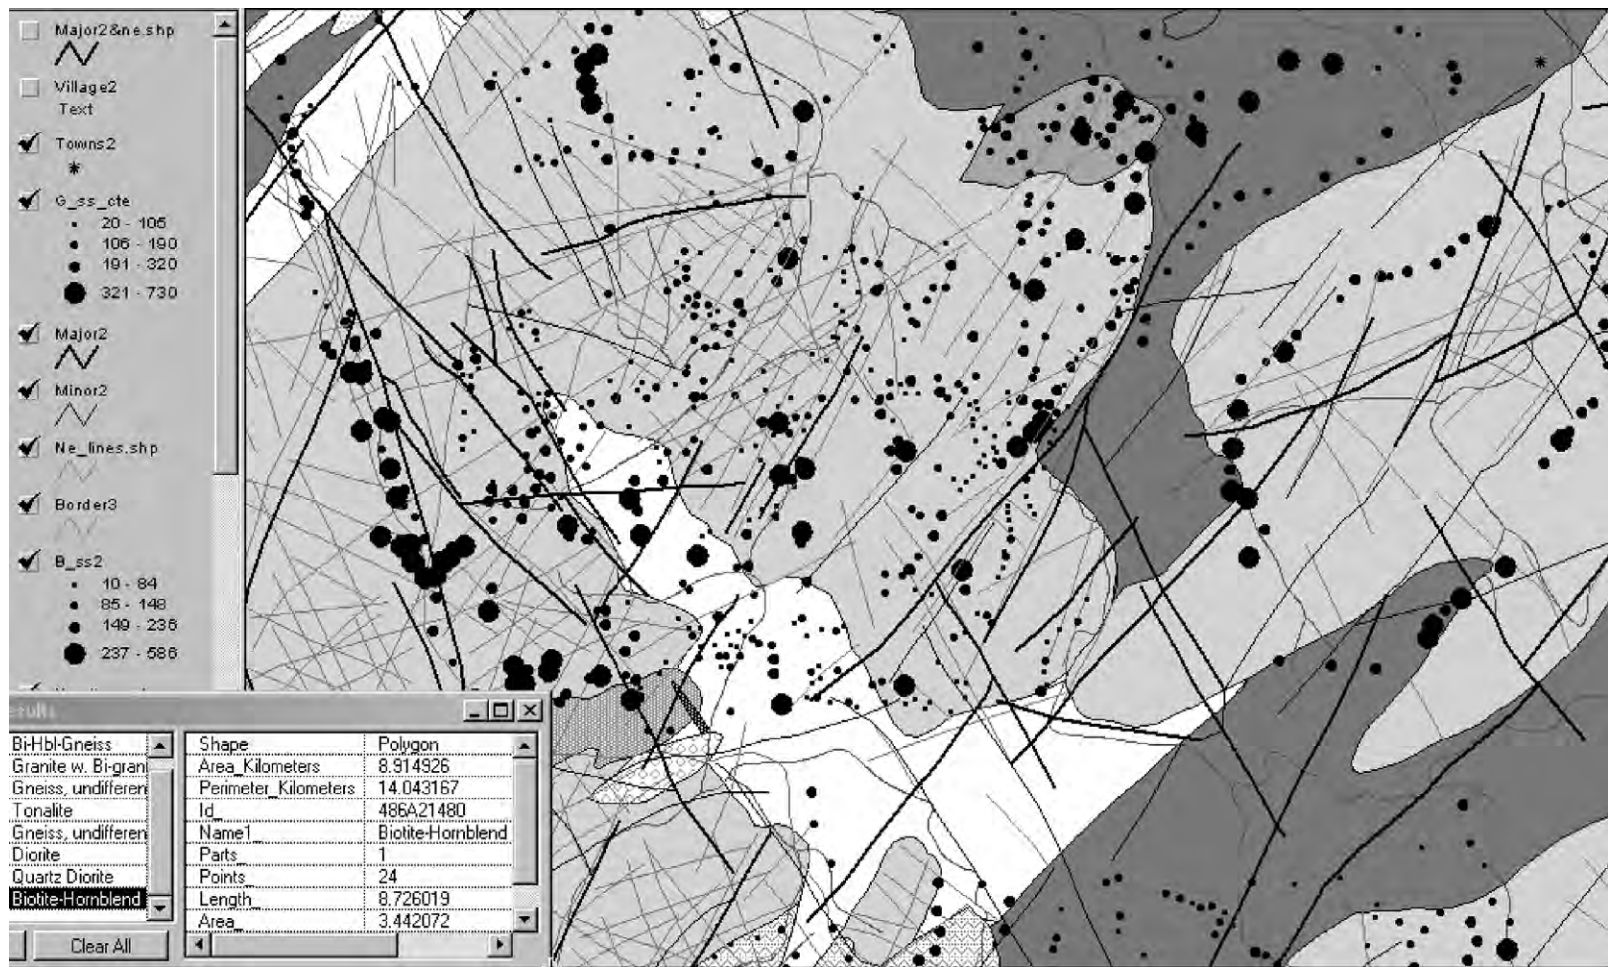 Major2&ne.shp
Village2
Text
Towns2
G_ss_cte
20 - 105
106 - 190
191 - 320
321 - 730
Major2
Minor2
Ne_lines.shp
Border3
B_ss2
10 - 84
85 - 148
149 - 236
237 - 586
esults
Bi-Hbl-Gneiss
Granite w. Bi-grani
Gneiss, undifferen
Tonalite
Gneiss, undifferen
Diorite
Quartz Diorite
Biotite-Hornblend
Clear All
Shape Polygon
Area_Kilometers 8.914926
Perimeter_Kilometers 14.043167
Id_ 486A21480
Name1_ Biotite-Hornblend
Parts_ 1
Points_ 24
Length_ 8.726019
Area_ 3.442072